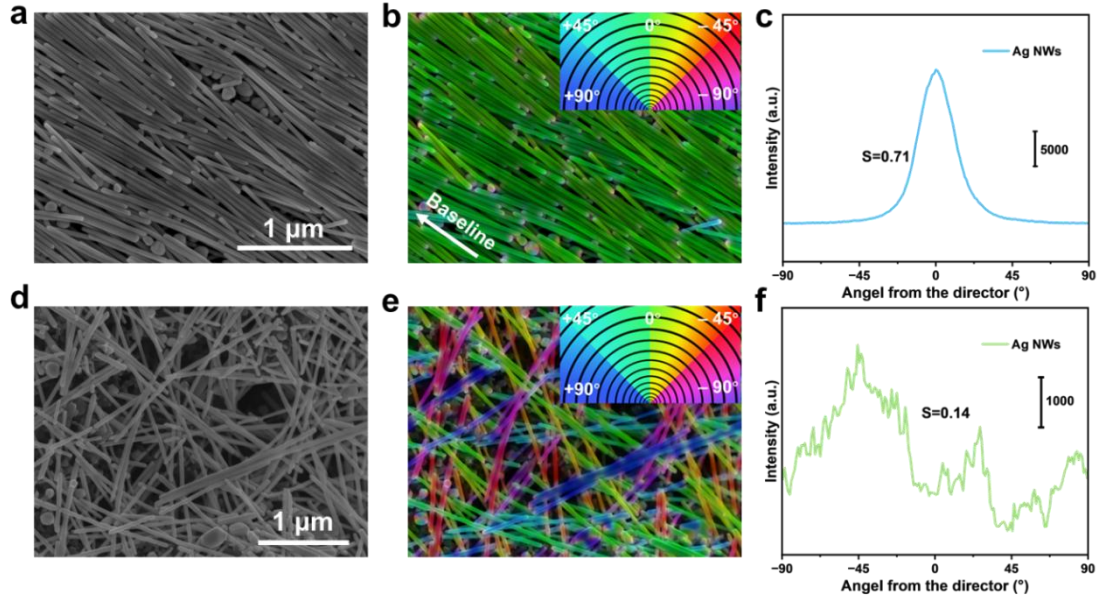 a
1 μm
b
+45°
0°
− 45°
+90°
− 90°
Baseline
c
Ag NWs
S=0.71
5000
Intensity (a.u.)
−90
−45
0
45
90
Angel from the director (°)
d
1 μm
e
+45°
0°
− 45°
+90°
− 90°
f
Ag NWs
S=0.14
1000
Intensity (a.u.)
−90
−45
0
45
90
Angel from the director (°)